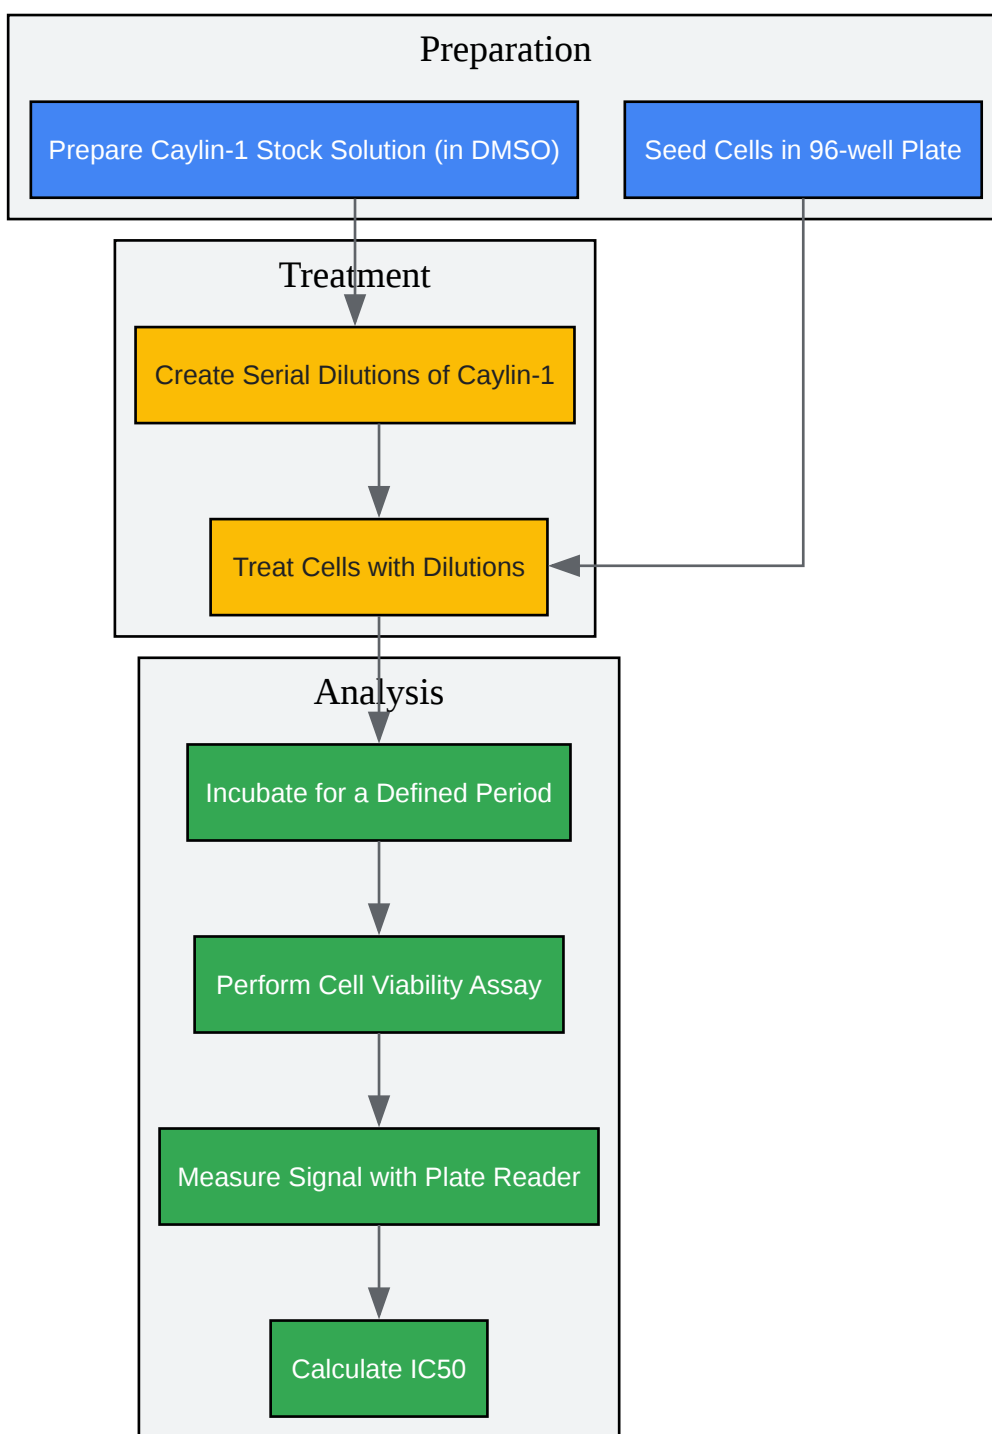 Preparation
Prepare Caylin-1 Stock Solution (in DMSO)
Seed Cells in 96-well Plate
Treatment
Create Serial Dilutions of Caylin-1
Treat Cells with Dilutions
Analysis
Incubate for a Defined Period
Perform Cell Viability Assay
Measure Signal with Plate Reader
Calculate IC50